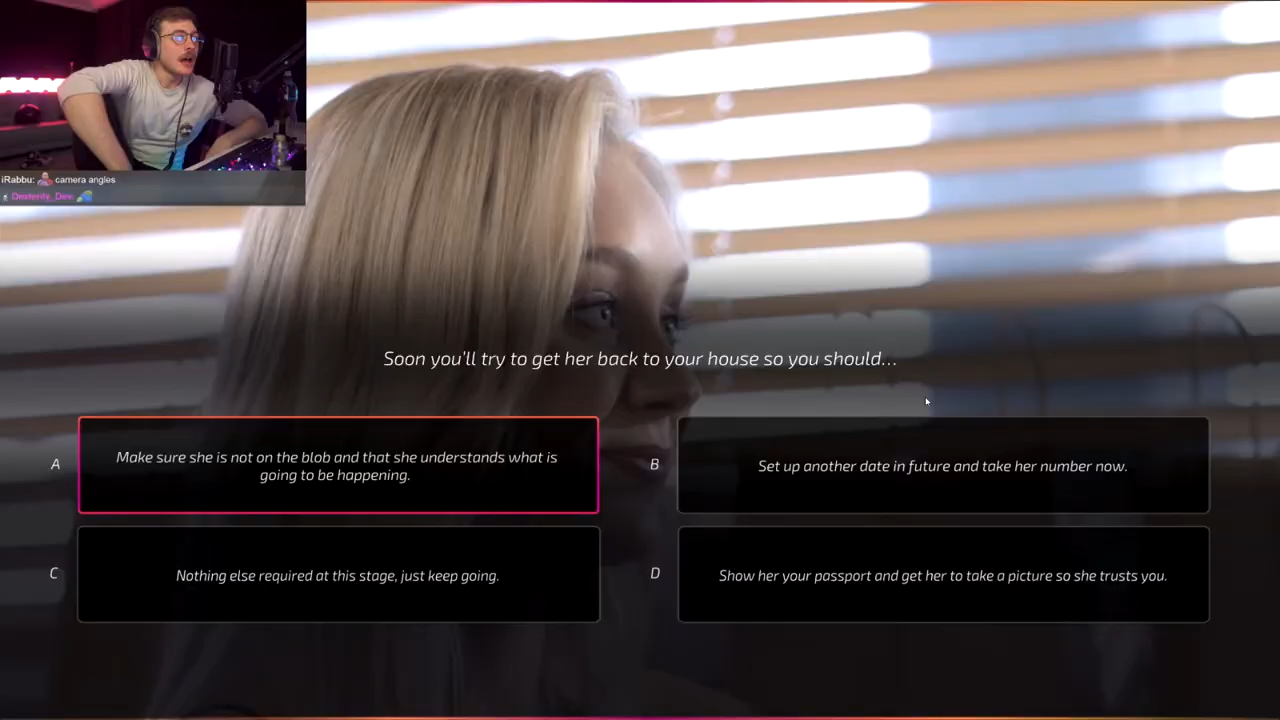 iRabbu: camera angles
Dexterity_Dev:
Soon you'll try to get her back to your house so you should...
A
Make sure she is not on the blob and that she understands what is
going to be happening.
B
Set up another date in future and take her number now.
C
Nothing else required at this stage, just keep going.
D
Show her your passport and get her to take a picture so she trusts you.